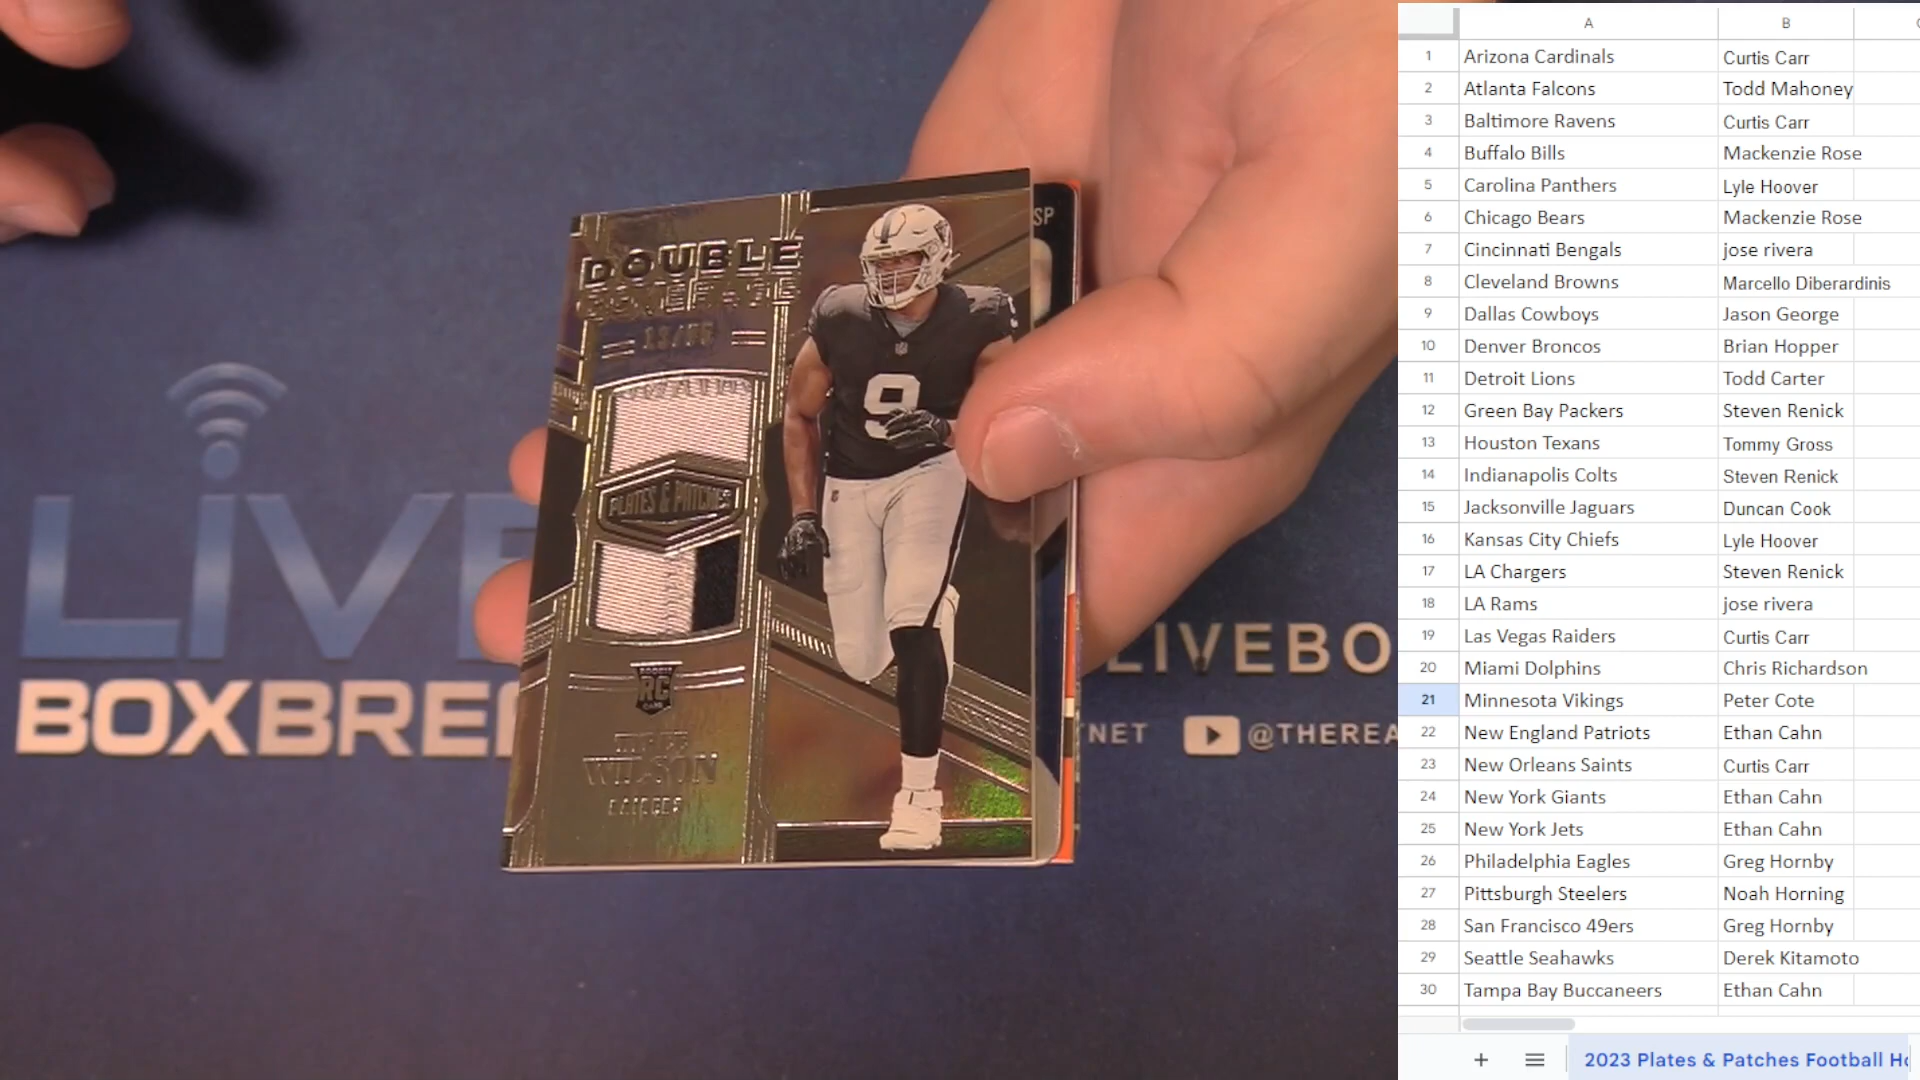 DOUBLE
COVERAGE
PLATES & PATCHES
ROOKIE
RC
CARD
WILSON
RAIDERS
9
SP
LiVE
BOXBREA
LIVEBO
NET
@THEREA
A B
1 Arizona Cardinals Curtis Carr
2 Atlanta Falcons Todd Mahoney
3 Baltimore Ravens Curtis Carr
4 Buffalo Bills Mackenzie Rose
5 Carolina Panthers Lyle Hoover
6 Chicago Bears Mackenzie Rose
7 Cincinnati Bengals jose rivera
8 Cleveland Browns Marcello Diberardinis
9 Dallas Cowboys Jason George
10 Denver Broncos Brian Hopper
11 Detroit Lions Todd Carter
12 Green Bay Packers Steven Renick
13 Houston Texans Tommy Gross
14 Indianapolis Colts Steven Renick
15 Jacksonville Jaguars Duncan Cook
16 Kansas City Chiefs Lyle Hoover
17 LA Chargers Steven Renick
18 LA Rams jose rivera
19 Las Vegas Raiders Curtis Carr
20 Miami Dolphins Chris Richardson
21 Minnesota Vikings Peter Cote
22 New England Patriots Ethan Cahn
23 New Orleans Saints Curtis Carr
24 New York Giants Ethan Cahn
25 New York Jets Ethan Cahn
26 Philadelphia Eagles Greg Hornby
27 Pittsburgh Steelers Noah Horning
28 San Francisco 49ers Greg Hornby
29 Seattle Seahawks Derek Kitamoto
30 Tampa Bay Buccaneers Ethan Cahn
2023 Plates & Patches Football Ho